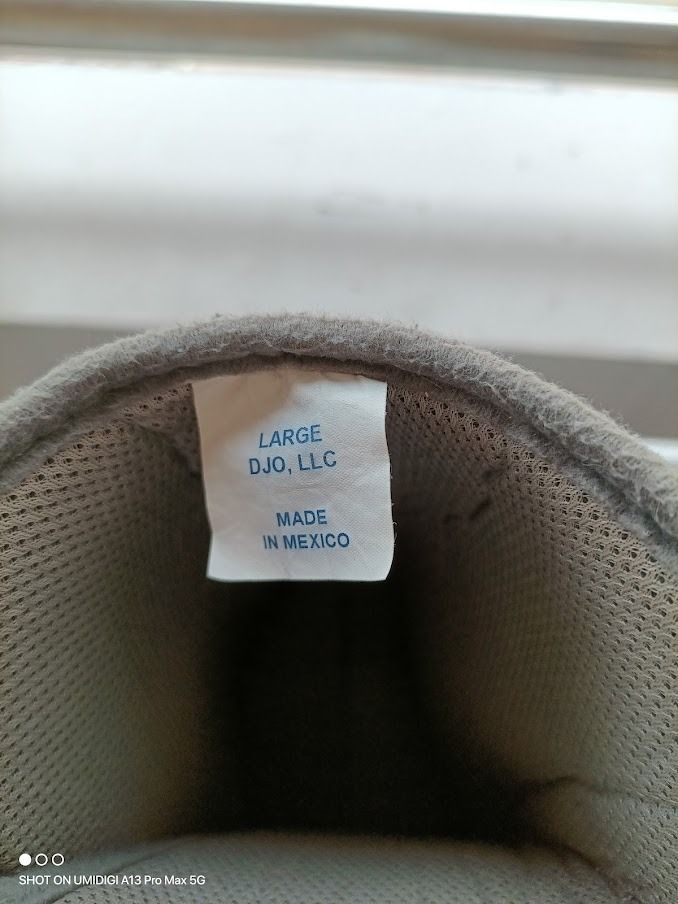 LARGE
DJO, LLC
MADE
IN MEXICO
SHOT ON UMIDIGI A13 Pro Max 5G